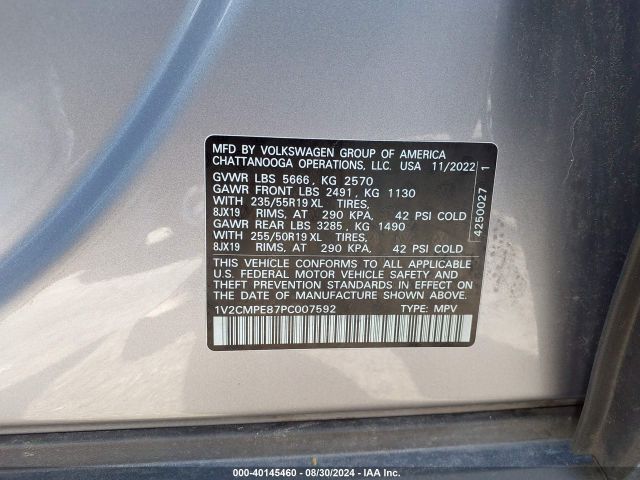 MFD BY VOLKSWAGEN GROUP OF AMERICA
CHATTANOOGA OPERATIONS, LLC. USA 11/2022
GVWR LBS 5666, KG 2570
GAWR FRONT LBS 2491, KG 1130
WITH 235/55R19 XL TIRES,
8JX19 RIMS, AT 290 KPA, 42 PSI COLD
GAWR REAR LBS 3285, KG 1490
WITH 255/50R19 XL TIRES,
8JX19 RIMS, AT 290 KPA, 42 PSI COLD
THIS VEHICLE CONFORMS TO ALL APPLICABLE
U.S. FEDERAL MOTOR VEHICLE SAFETY AND
THEFT PREVENTION STANDARDS IN EFFECT ON
THE DATE OF MANUFACTURE SHOWN ABOVE.
1V2CMPE87PC007592 TYPE: MPV
4250027 1
000-40145460 - 08/30/2024 - IAA Inc.